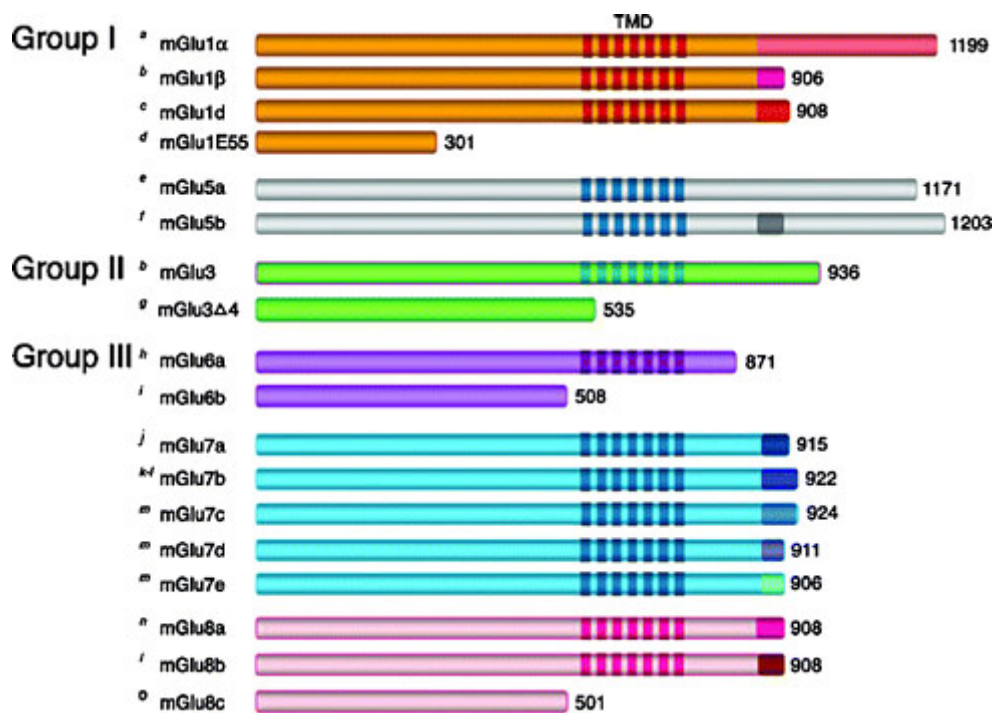 TMD
Group I a mGlu1α 1199
b mGlu1β 906
c mGlu1d 908
d mGlu1E55 301
e mGlu5a 1171
f mGlu5b 1203
Group II b mGlu3 936
g mGlu3Δ4 535
Group III h mGlu6a 871
i mGlu6b 508
j mGlu7a 915
k-l mGlu7b 922
m mGlu7c 924
m mGlu7d 911
m mGlu7e 906
n mGlu8a 908
l mGlu8b 908
o mGlu8c 501